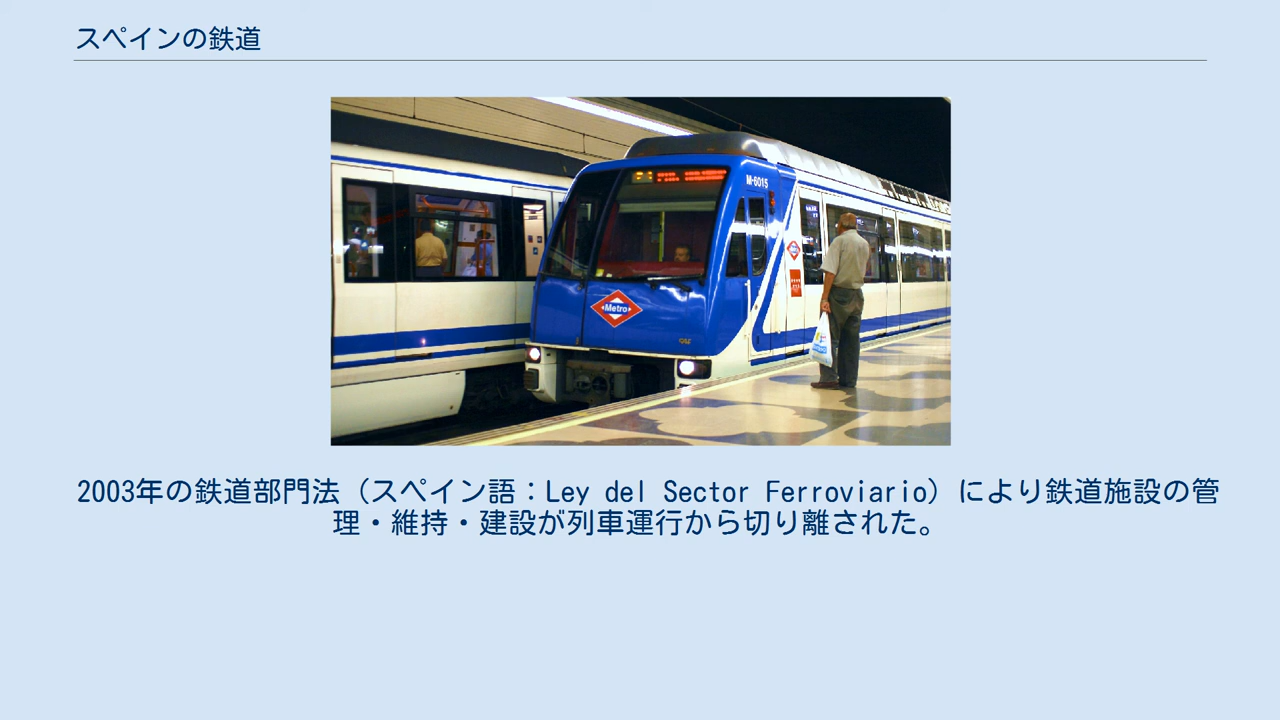 スペインの鉄道
M-6015
Metro
2003年の鉄道部門法（スペイン語：Ley del Sector Ferroviario）により鉄道施設の管
理・維持・建設が列車運行から切り離された。